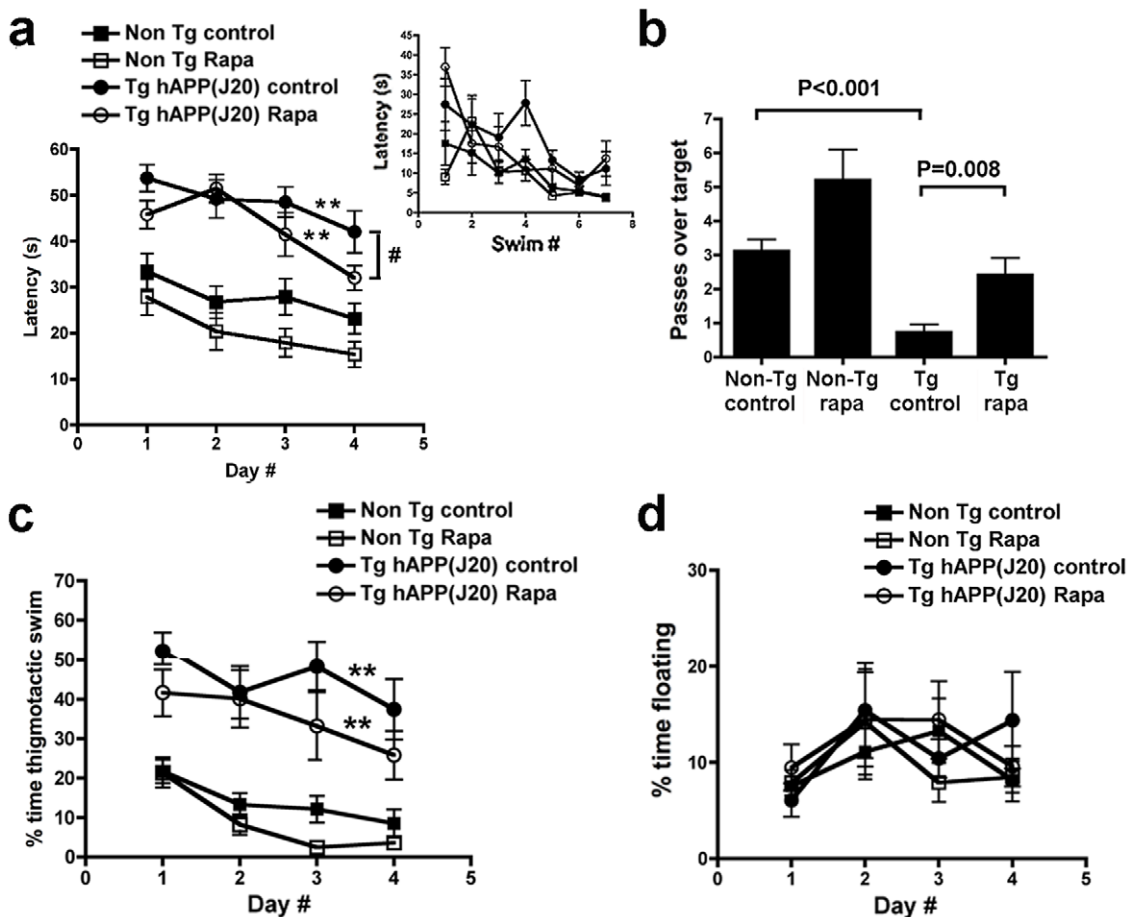 a
Non Tg control
Non Tg Rapa
Tg hAPP(J20) control
Tg hAPP(J20) Rapa
60
50
40
30
20
10
0
Latency (s)
**
**
#
0 1 2 3 4 5
Day #
45
40
35
30
25
20
15
10
5
0
Latency (s)
0 2 4 6 8
Swim #
b
P<0.001
P=0.008
7
6
5
4
3
2
1
0
Passes over target
Non-Tg control
Non-Tg rapa
Tg control
Tg rapa
c
Non Tg control
Non Tg Rapa
Tg hAPP(J20) control
Tg hAPP(J20) Rapa
70
60
50
40
30
20
10
0
% time thigmotactic swim
**
**
0 1 2 3 4 5
Day #
d
Non Tg control
Non Tg Rapa
Tg hAPP(J20) control
Tg hAPP(J20) Rapa
30
20
10
0
% time floating
0 1 2 3 4 5
Day #